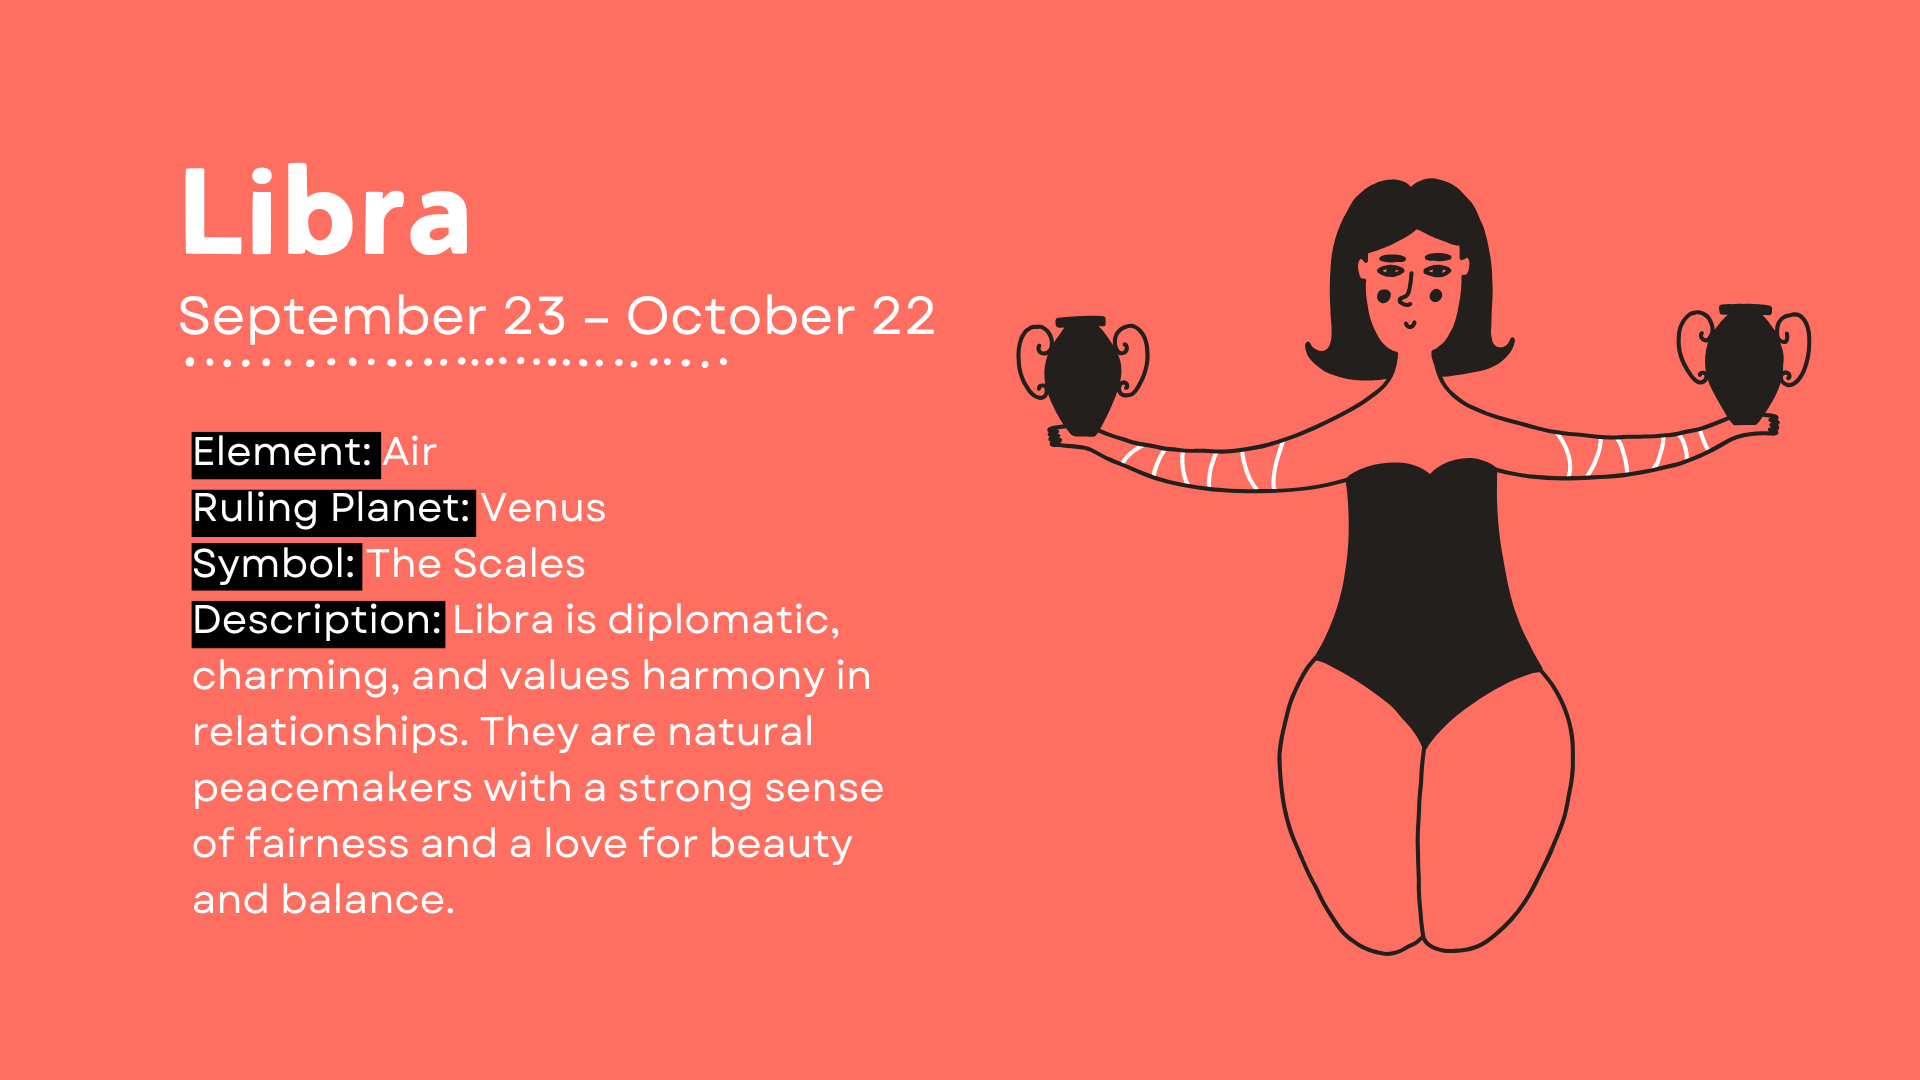 Libra
September 23 – October 22
Element: Air
Ruling Planet: Venus
Symbol: The Scales
Description: Libra is diplomatic,
charming, and values harmony in
relationships. They are natural
peacemakers with a strong sense
of fairness and a love for beauty
and balance.